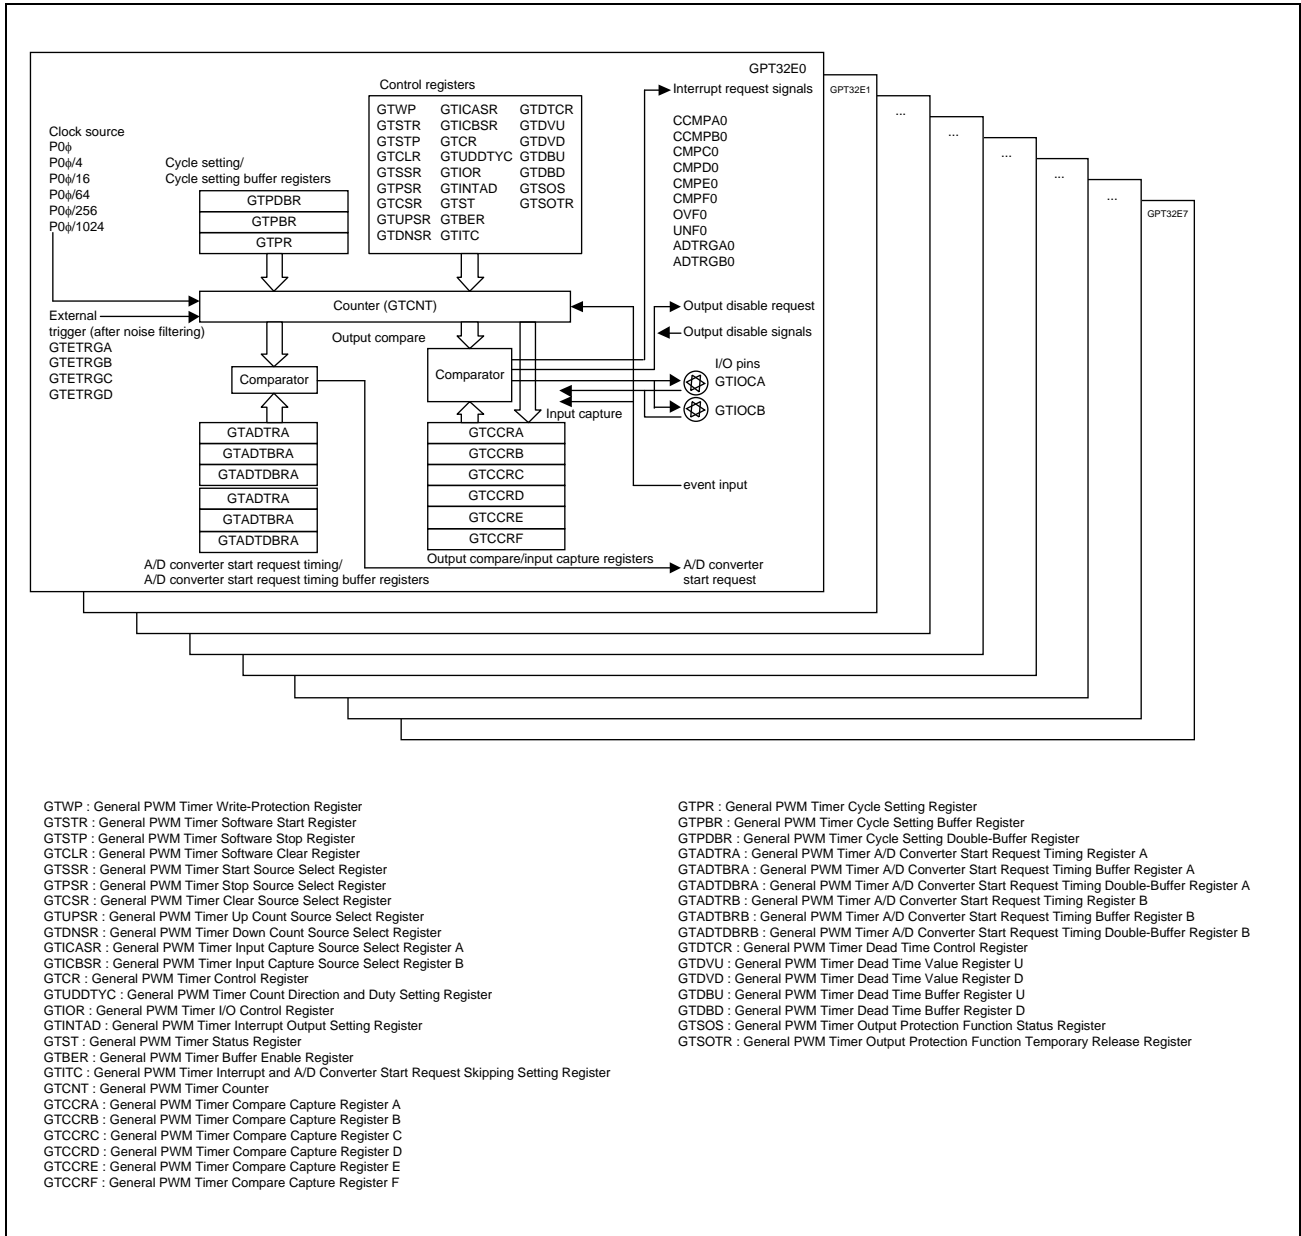 GPT32E0
GPT32E1
...
...
...
...
...
GPT32E7
Control registers
GTWP GTICASR GTDTCR
GTSTR GTICBSR GTDVU
GTSTP GTCR GTDVD
GTCLR GTUDDTYC GTDBU
GTSSR GTIOR GTDBD
GTPSR GTINTAD GTSOS
GTCSR GTST GTSOTR
GTUPSR GTBER
GTDNSR GTITC
Interrupt request signals
CCMPA0
CCMPB0
CMPC0
CMPD0
CMPE0
CMPF0
OVF0
UNF0
ADTRGA0
ADTRGB0
Clock source
P0ϕ
P0ϕ/4
P0ϕ/16
P0ϕ/64
P0ϕ/256
P0ϕ/1024
Cycle setting/
Cycle setting buffer registers
GTPDBR
GTPBR
GTPR
Counter (GTCNT)
External
trigger (after noise filtering)
GTETRGA
GTETRGB
GTETRGC
GTETRGD
Output compare
Output disable request
Output disable signals
Comparator
Comparator
I/O pins
GTIOCA
GTIOCB
Input capture
GTADTRA
GTADTBRA
GTADTDBRA
GTADTRA
GTADTBRA
GTADTDBRA
GTCCRA
GTCCRB
GTCCRC
GTCCRD
GTCCRE
GTCCRF
event input
A/D converter start request timing/
A/D converter start request timing buffer registers
Output compare/input capture registers
A/D converter
start request
GTWP : General PWM Timer Write-Protection Register
GTSTR : General PWM Timer Software Start Register
GTSTP : General PWM Timer Software Stop Register
GTCLR : General PWM Timer Software Clear Register
GTSSR : General PWM Timer Start Source Select Register
GTPSR : General PWM Timer Stop Source Select Register
GTCSR : General PWM Timer Clear Source Select Register
GTUPSR : General PWM Timer Up Count Source Select Register
GTDNSR : General PWM Timer Down Count Source Select Register
GTICASR : General PWM Timer Input Capture Source Select Register A
GTICBSR : General PWM Timer Input Capture Source Select Register B
GTCR : General PWM Timer Control Register
GTUDDTYC : General PWM Timer Count Direction and Duty Setting Register
GTIOR : General PWM Timer I/O Control Register
GTINTAD : General PWM Timer Interrupt Output Setting Register
GTST : General PWM Timer Status Register
GTBER : General PWM Timer Buffer Enable Register
GTITC : General PWM Timer Interrupt and A/D Converter Start Request Skipping Setting Register
GTCNT : General PWM Timer Counter
GTCCRA : General PWM Timer Compare Capture Register A
GTCCRB : General PWM Timer Compare Capture Register B
GTCCRC : General PWM Timer Compare Capture Register C
GTCCRD : General PWM Timer Compare Capture Register D
GTCCRE : General PWM Timer Compare Capture Register E
GTCCRF : General PWM Timer Compare Capture Register F
GTPR : General PWM Timer Cycle Setting Register
GTPBR : General PWM Timer Cycle Setting Buffer Register
GTPDBR : General PWM Timer Cycle Setting Double-Buffer Register
GTADTRA : General PWM Timer A/D Converter Start Request Timing Register A
GTADTBRA : General PWM Timer A/D Converter Start Request Timing Buffer Register A
GTADTDBRA : General PWM Timer A/D Converter Start Request Timing Double-Buffer Register A
GTADTRB : General PWM Timer A/D Converter Start Request Timing Register B
GTADTBRB : General PWM Timer A/D Converter Start Request Timing Buffer Register B
GTADTDBRB : General PWM Timer A/D Converter Start Request Timing Double-Buffer Register B
GTDTCR : General PWM Timer Dead Time Control Register
GTDVU : General PWM Timer Dead Time Value Register U
GTDVD : General PWM Timer Dead Time Value Register D
GTDBU : General PWM Timer Dead Time Buffer Register U
GTDBD : General PWM Timer Dead Time Buffer Register D
GTSOS : General PWM Timer Output Protection Function Status Register
GTSOTR : General PWM Timer Output Protection Function Temporary Release Register